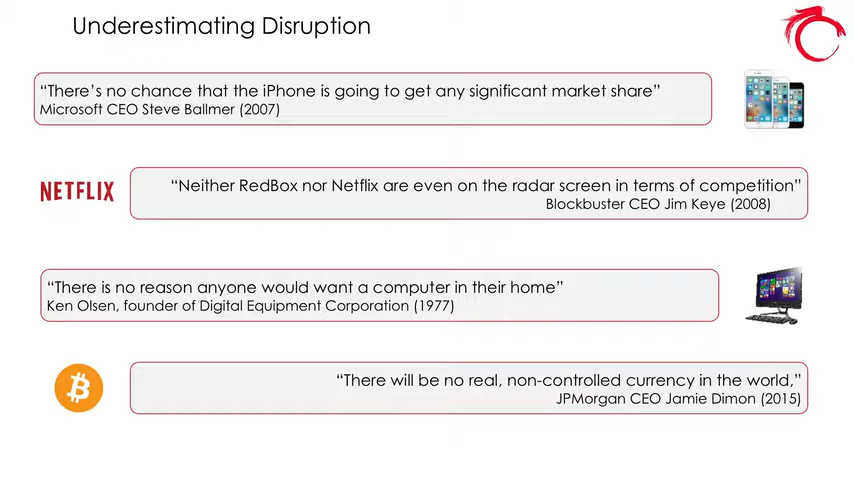 Underestimating Disruption
“There’s no chance that the iPhone is going to get any significant market share”
Microsoft CEO Steve Ballmer (2007)
NETFLIX
“Neither RedBox nor Netflix are even on the radar screen in terms of competition”
Blockbuster CEO Jim Keye (2008)
“There is no reason anyone would want a computer in their home”
Ken Olsen, founder of Digital Equipment Corporation (1977)
“There will be no real, non-controlled currency in the world,”
JPMorgan CEO Jamie Dimon (2015)